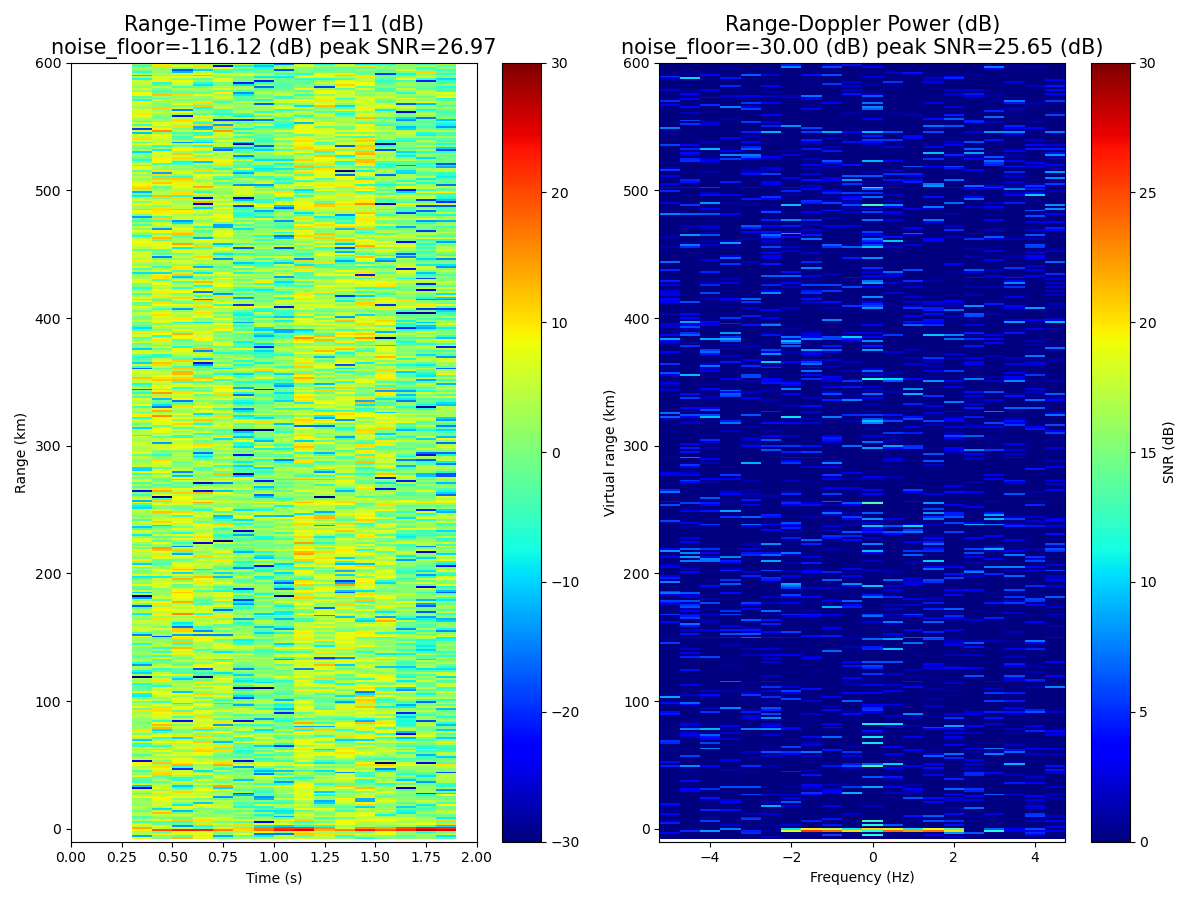 Range-Time Power f=11 (dB)
noise_floor=-116.12 (dB) peak SNR=26.97
Range (km)
600
500
400
300
200
100
0
0.00 0.25 0.50 0.75 1.00 1.25 1.50 1.75 2.00
Time (s)
30
20
10
0
−10
−20
−30
Range-Doppler Power (dB)
noise_floor=-30.00 (dB) peak SNR=25.65 (dB)
Virtual range (km)
600
500
400
300
200
100
0
−4 −2 0 2 4
Frequency (Hz)
30
25
20
15
10
5
0
SNR (dB)